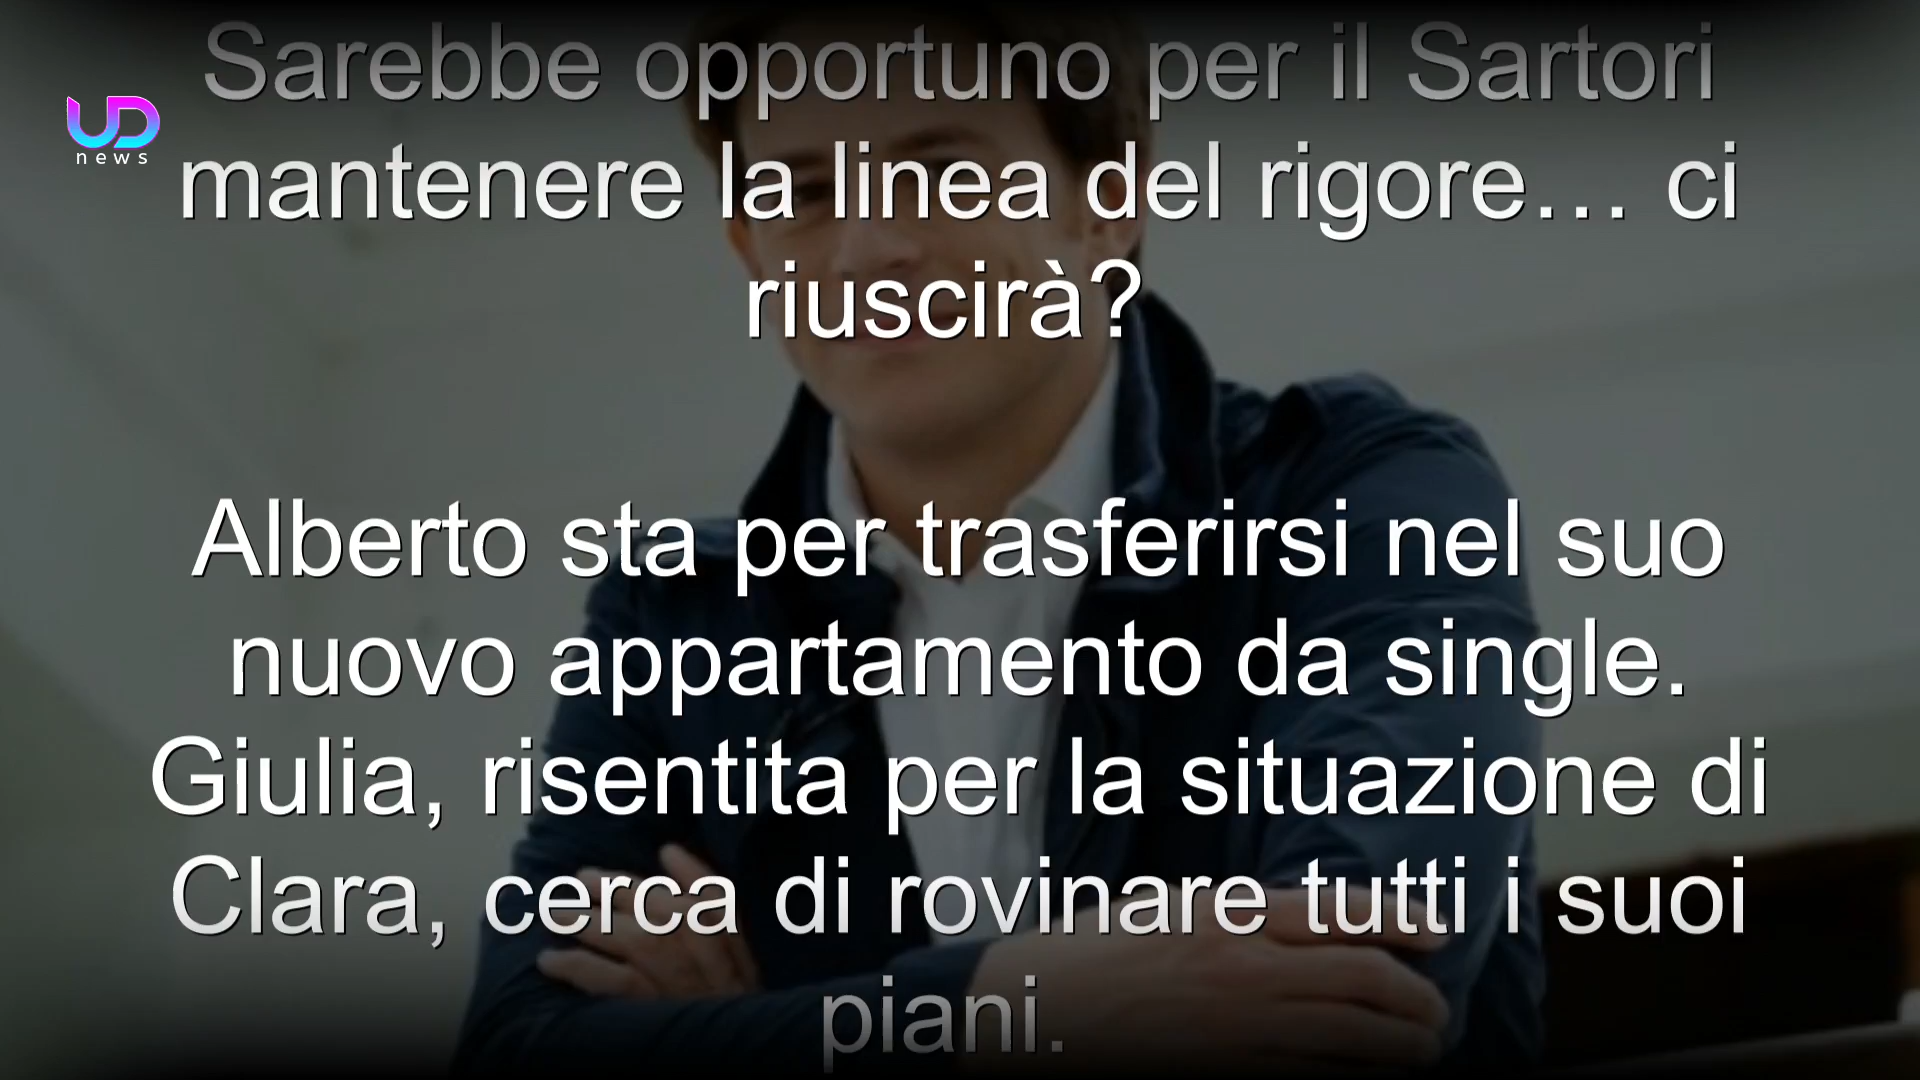 Sarebbe opportuno per il Sartori
UD
news
mantenere la linea del rigore… ci
riuscirà?
Alberto sta per trasferirsi nel suo
nuovo appartamento da single.
Giulia, risentita per la situazione di
Clara, cerca di rovinare tutti i suoi
piani.